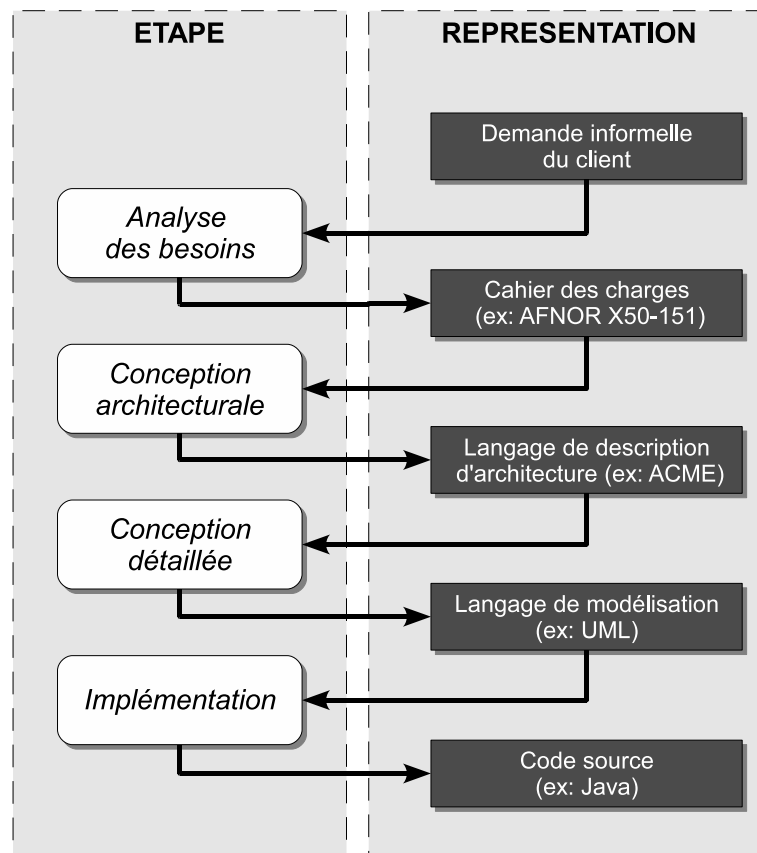 ETAPE
REPRESENTATION
Demande informelle
du client
Analyse
des besoins
Cahier des charges
(ex: AFNOR X50-151)
Conception
architecturale
Langage de description
d'architecture (ex: ACME)
Conception
détaillée
Langage de modélisation
(ex: UML)
Implémentation
Code source
(ex: Java)